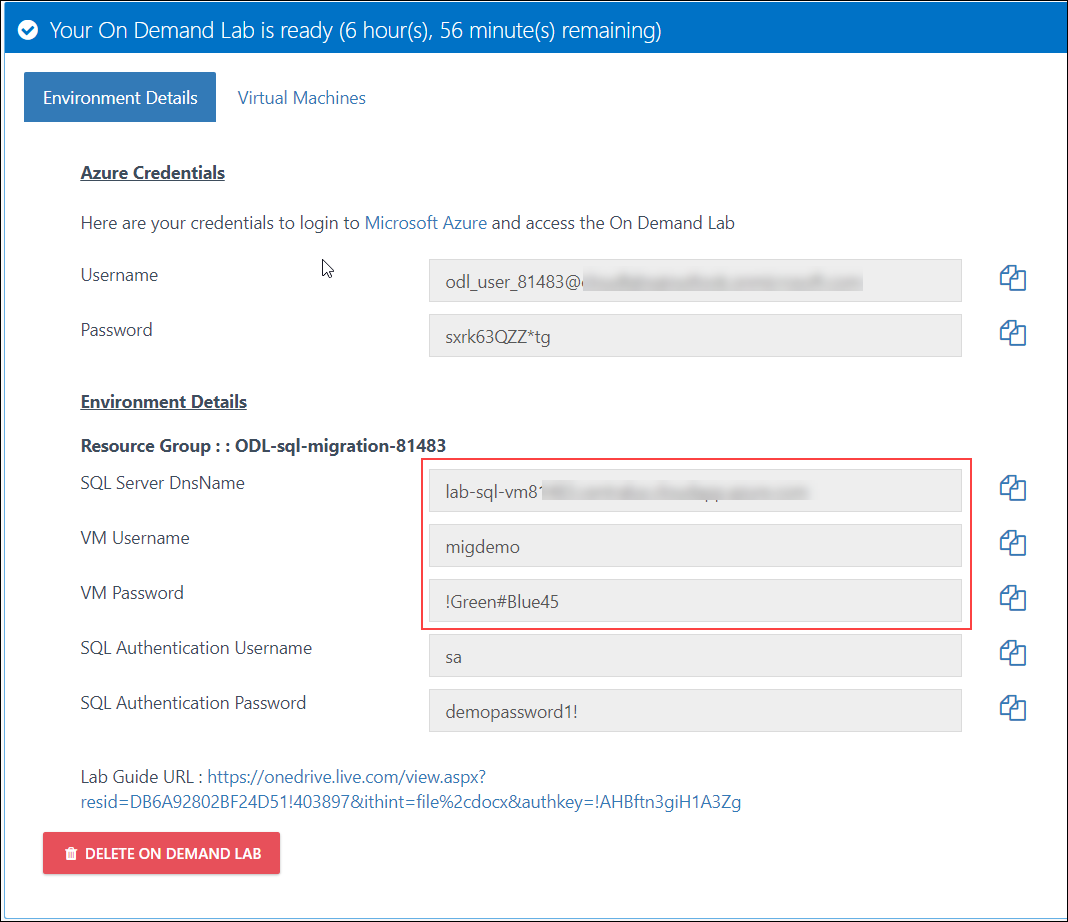 Your On Demand Lab is ready (6 hour(s), 56 minute(s) remaining)
Environment Details Virtual Machines
Azure Credentials
Here are your credentials to login to Microsoft Azure and access the On Demand Lab
Username odl_user_81483@
Password sxrk63QZZ*tg
Environment Details
Resource Group : : ODL-sql-migration-81483
SQL Server DnsName lab-sql-vm81
VM Username migdemo
VM Password !Green#Blue45
SQL Authentication Username sa
SQL Authentication Password demopassword1!
Lab Guide URL : https://onedrive.live.com/view.aspx?
resid=DB6A92802BF24D51!403897&ithint=file%2cdocx&authkey=!AHBftn3giH1A3Zg
DELETE ON DEMAND LAB